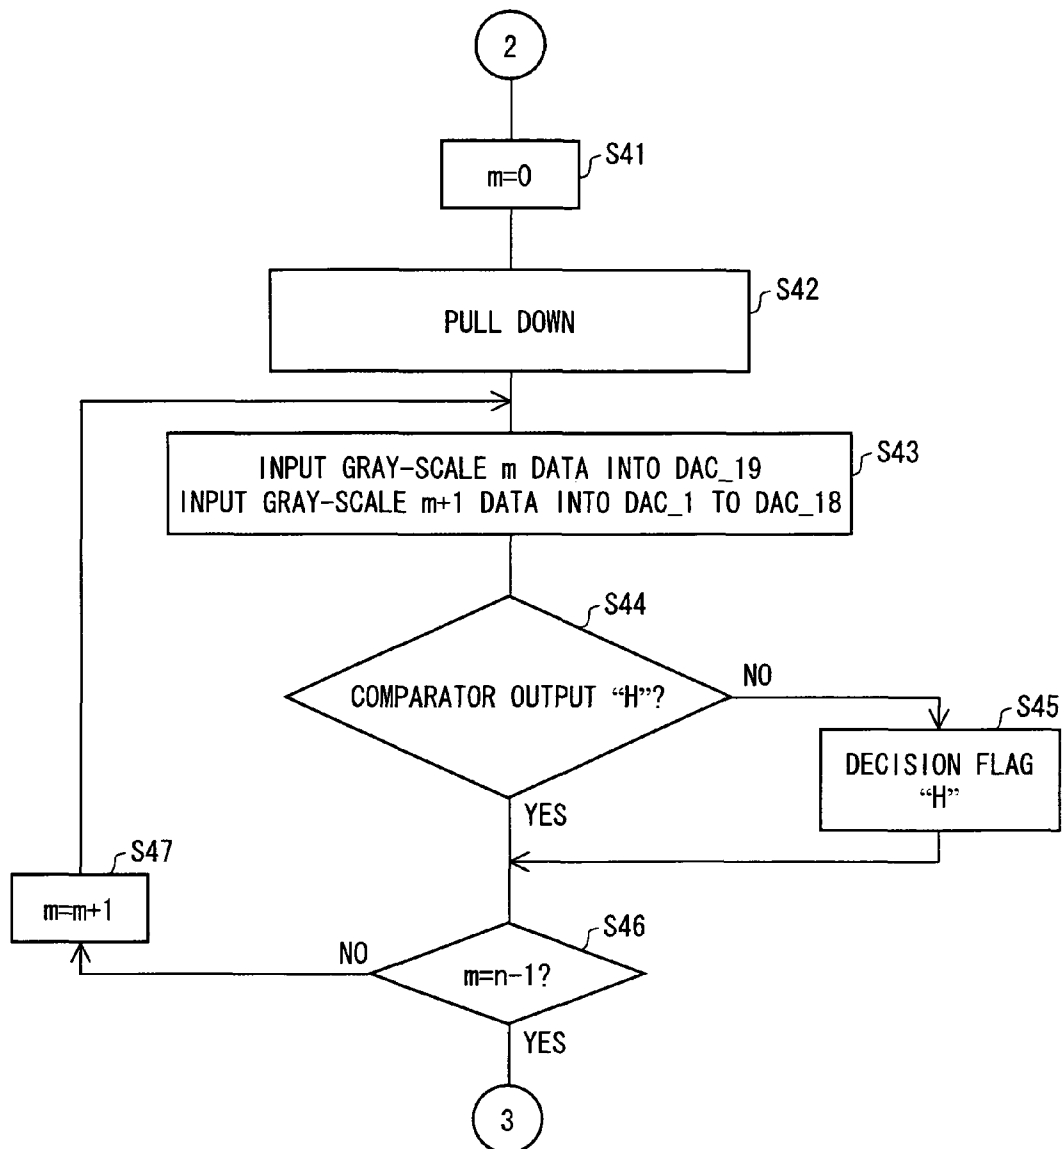 2
S41
m=0
S42
PULL DOWN
S43
INPUT GRAY-SCALE m DATA INTO DAC_19
INPUT GRAY-SCALE m+1 DATA INTO DAC_1 TO DAC_18
S44
COMPARATOR OUTPUT “H”?
NO
S45
DECISION FLAG
“H”
YES
S47
m=m+1
S46
NO
m=n-1?
YES
3